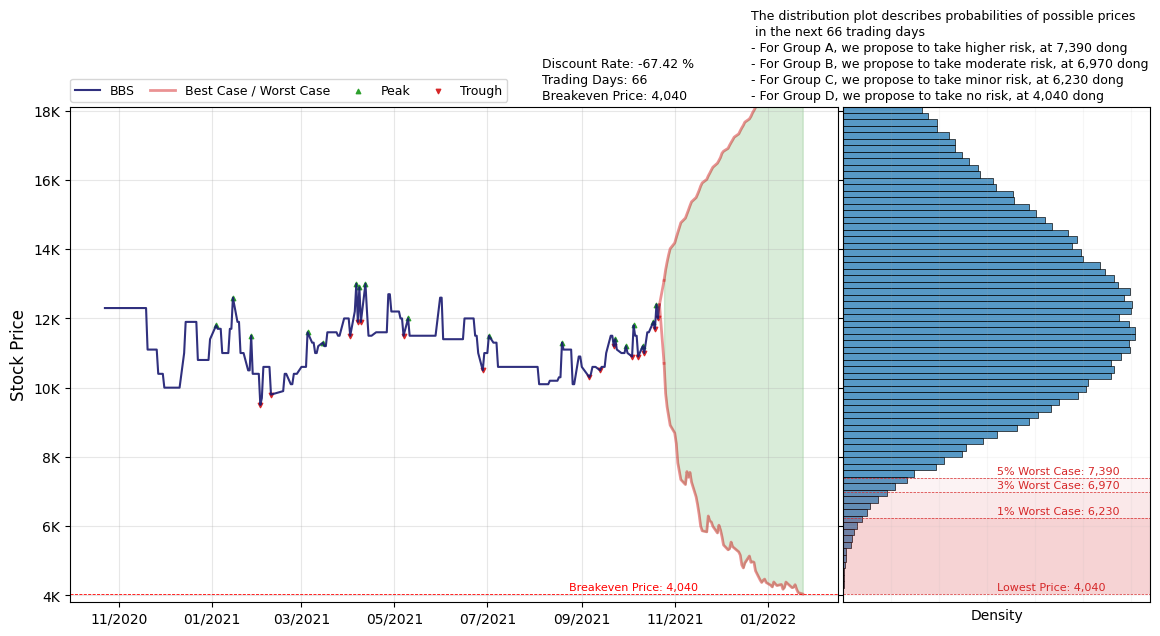 The distribution plot describes probabilities of possible prices
in the next 66 trading days
- For Group A, we propose to take higher risk, at 7,390 dong
- For Group B, we propose to take moderate risk, at 6,970 dong
- For Group C, we propose to take minor risk, at 6,230 dong
- For Group D, we propose to take no risk, at 4,040 dong
Discount Rate: -67.42 %
Trading Days: 66
Breakeven Price: 4,040
BBS
Best Case / Worst Case
Peak
Trough
Stock Price
18K
16K
14K
12K
10K
8K
6K
4K
11/2020
01/2021
03/2021
05/2021
07/2021
09/2021
11/2021
01/2022
Breakeven Price: 4,040
5% Worst Case: 7,390
3% Worst Case: 6,970
1% Worst Case: 6,230
Lowest Price: 4,040
Density